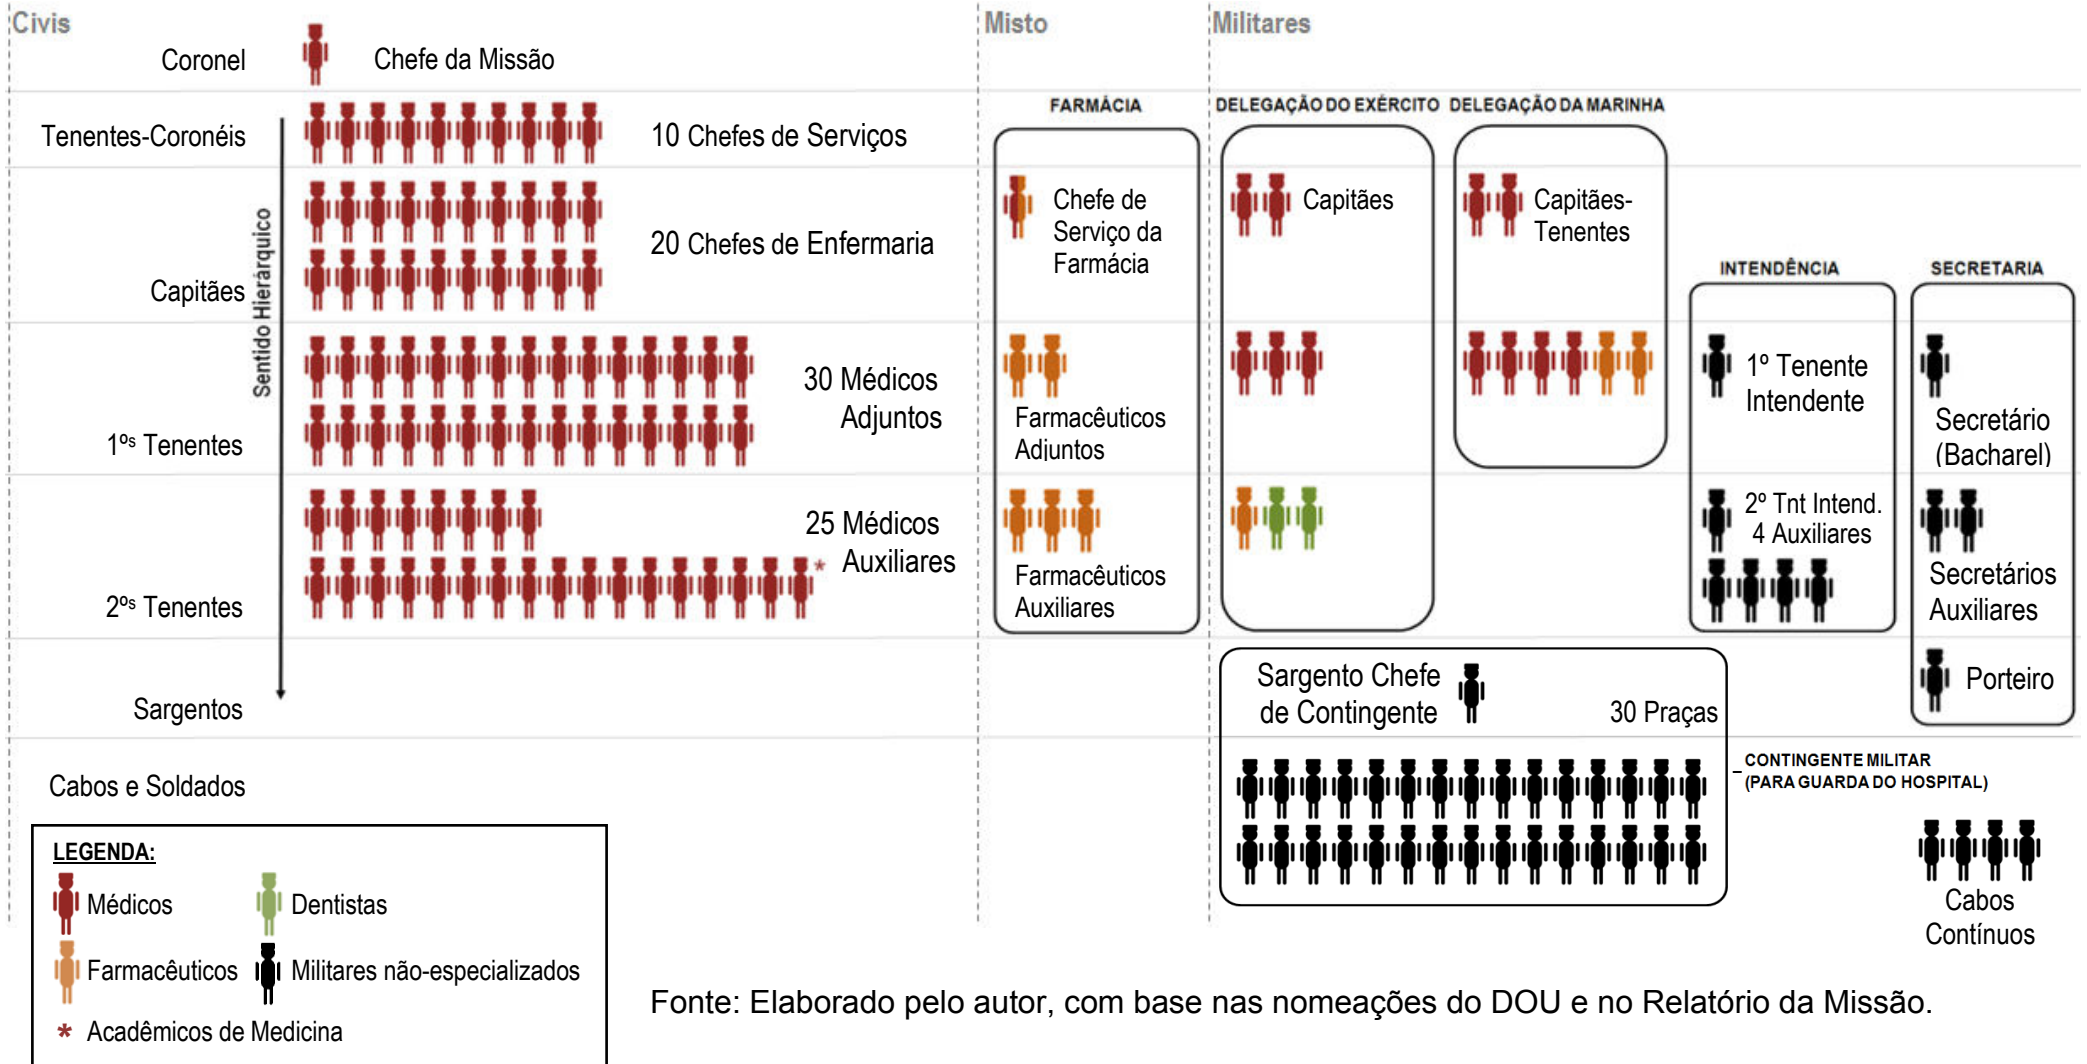 Civis
Misto
Militares
Coronel
Chefe da Missão
Tenentes-Coronéis
10 Chefes de Serviços
Sentido Hierárquico
Capitães
20 Chefes de Enfermaria
1ºs Tenentes
30 Médicos
Adjuntos
2ºs Tenentes
25 Médicos
Auxiliares
*
Sargentos
Cabos e Soldados
FARMÁCIA
Chefe de
Serviço da
Farmácia
Farmacêuticos
Adjuntos
Farmacêuticos
Auxiliares
DELEGAÇÃO DO EXÉRCITO
Capitães
DELEGAÇÃO DA MARINHA
Capitães-
Tenentes
INTENDÊNCIA
1º Tenente
Intendente
2º Tnt Intend.
4 Auxiliares
SECRETARIA
Secretário
(Bacharel)
Secretários
Auxiliares
Porteiro
Sargento Chefe
de Contingente
30 Praças
CONTINGENTE MILITAR
(PARA GUARDA DO HOSPITAL)
Cabos
Contínuos
LEGENDA:
Médicos
Dentistas
Farmacêuticos
Militares não-especializados
* Acadêmicos de Medicina
Fonte: Elaborado pelo autor, com base nas nomeações do DOU e no Relatório da Missão.